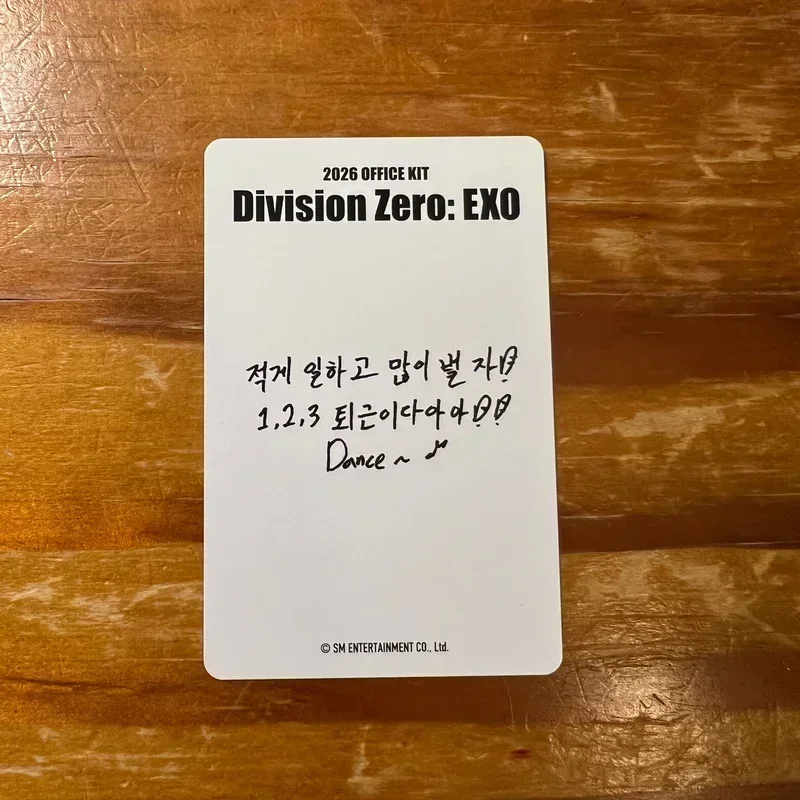 2026 OFFICE KIT
Division Zero: EXO
적게 일하고 많이 벌 자!
1,2,3 퇴근이다아아!!
Dance ~ ♪
© SM ENTERTAINMENT CO., Ltd.